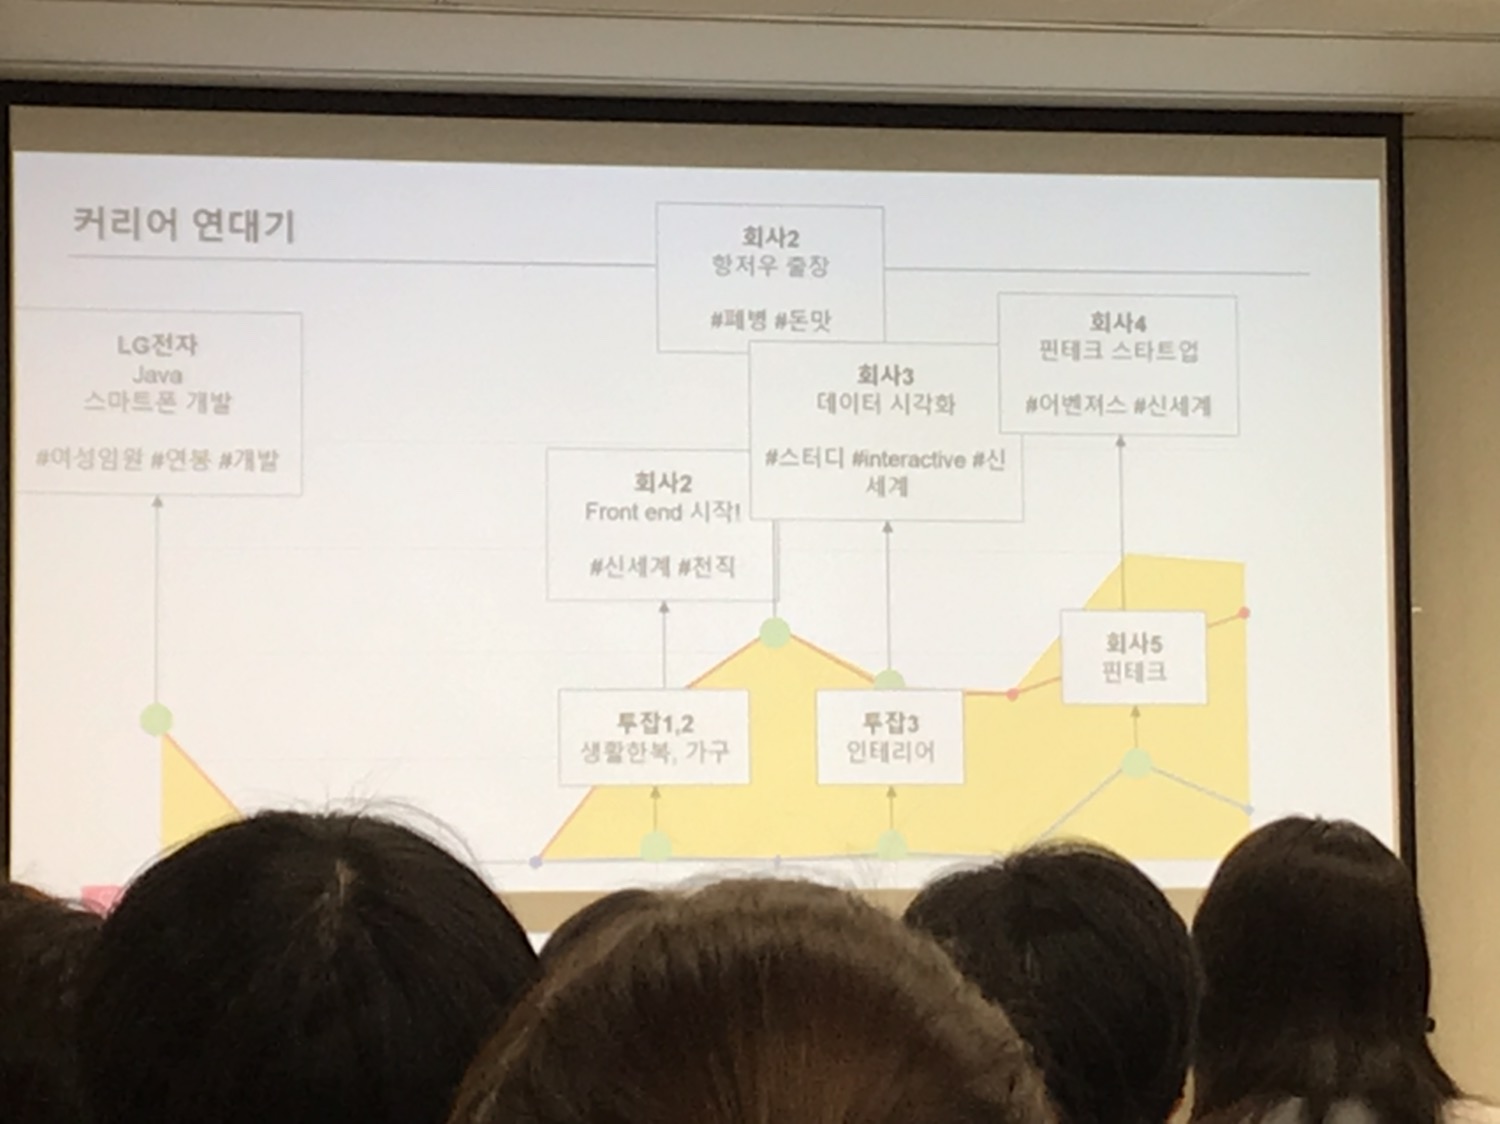 커리어 연대기
LG전자
Java
스마트폰 개발
#여성임원 #연봉 #개발
회사2
Front end 시작!
#신세계 #천직
회사2
항저우 출장
#폐병 #돈맛
회사3
데이터 시각화
#스터디 #interactive #신
세계
회사4
핀테크 스타트업
#어벤져스 #신세계
투잡1,2
생활한복, 가구
투잡3
인테리어
회사5
핀테크